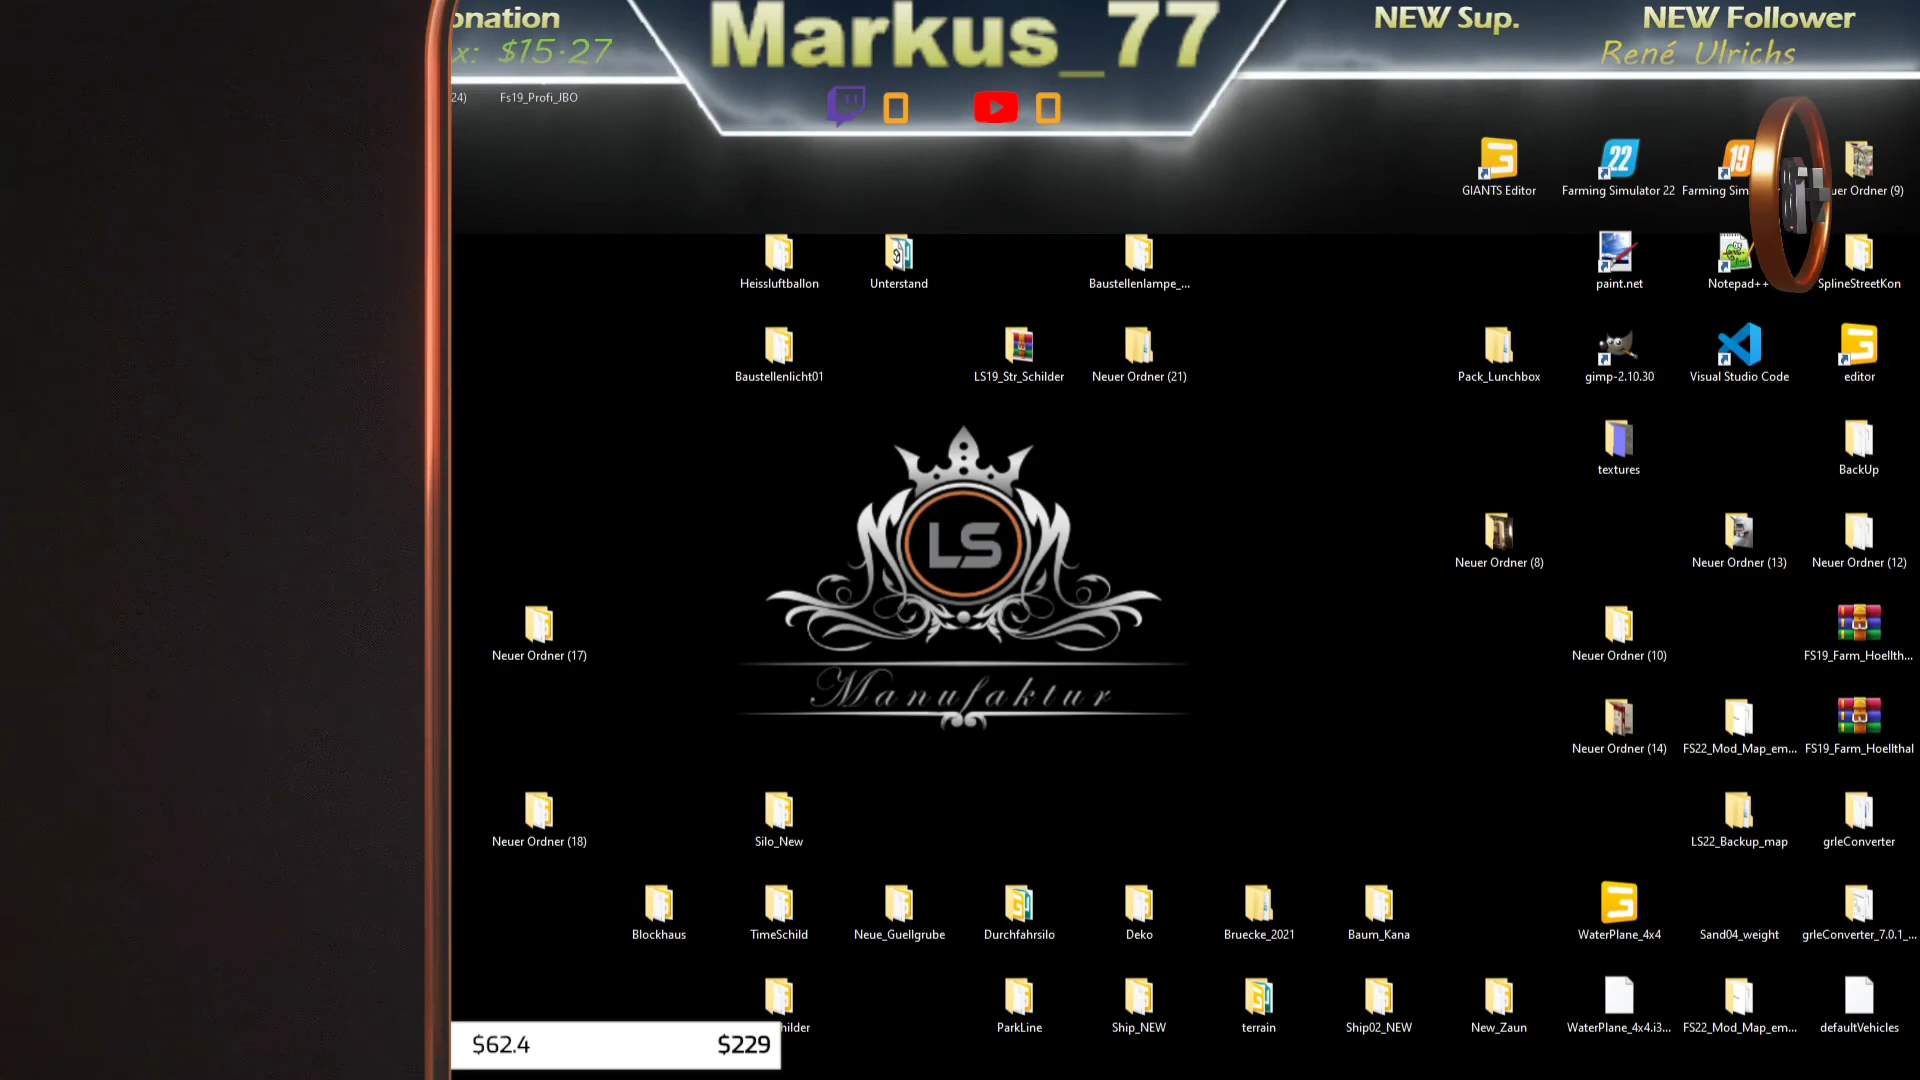 onation
x: $15.27
Markus_77
0
0
NEW Sup.
NEW Follower
René Ulrichs
24)
Fs19_Profi_JBO
GIANTS Editor
Farming Simulator 22
Farming Sim
uer Ordner (9)
Heissluftballon
Unterstand
Baustellenlampe_...
paint.net
Notepad++
SplineStreetKon
Baustellenlicht01
LS19_Str_Schilder
Neuer Ordner (21)
Pack_Lunchbox
gimp-2.10.30
Visual Studio Code
editor
textures
BackUp
LS
Manufaktur
Neuer Ordner (8)
Neuer Ordner (13)
Neuer Ordner (12)
Neuer Ordner (17)
Neuer Ordner (10)
FS19_Farm_Hoellth...
Neuer Ordner (14)
FS22_Mod_Map_em...
FS19_Farm_Hoellthal
Neuer Ordner (18)
Silo_New
LS22_Backup_map
grleConverter
Blockhaus
TimeSchild
Neue_Guellgrube
Durchfahrsilo
Deko
Bruecke_2021
Baum_Kana
WaterPlane_4x4
Sand04_weight
grleConverter_7.0.1_...
hilder
ParkLine
Ship_NEW
terrain
Ship02_NEW
New_Zaun
WaterPlane_4x4.i3...
FS22_Mod_Map_em...
defaultVehicles
$62.4
$229